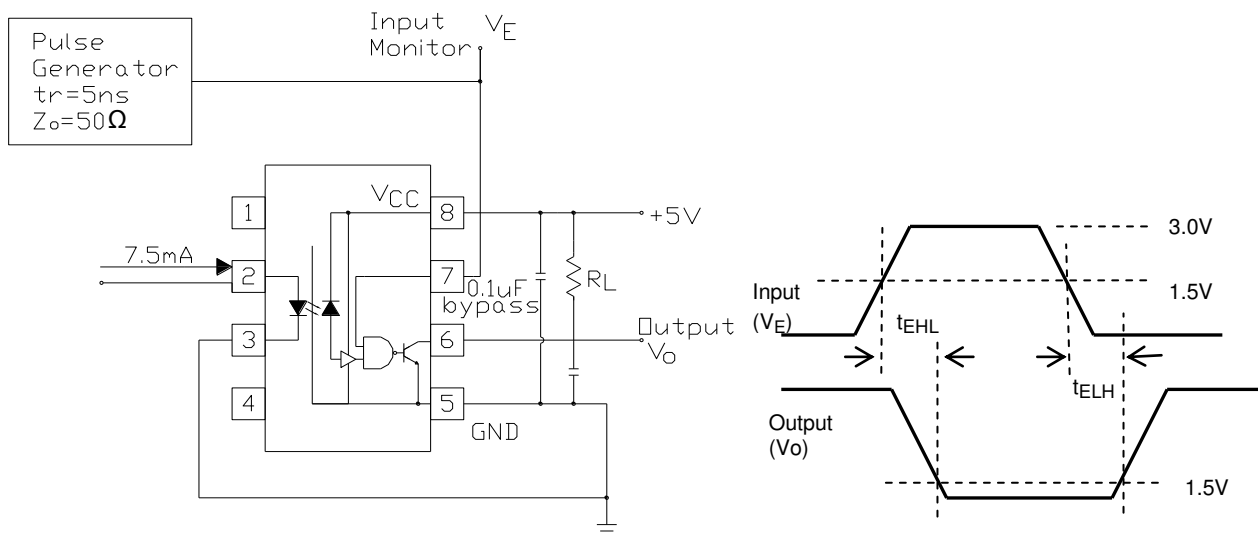 Pulse
Generator
tr=5ns
Zo=50Ω
Input
Monitor
VE
1
2
3
4
VCC
8
7
6
5
7.5mA
+5V
0.1uF
bypass
RL
Output
Vo
GND
Input
(VE)
3.0V
1.5V
tEHL
tELH
Output
(Vo)
1.5V